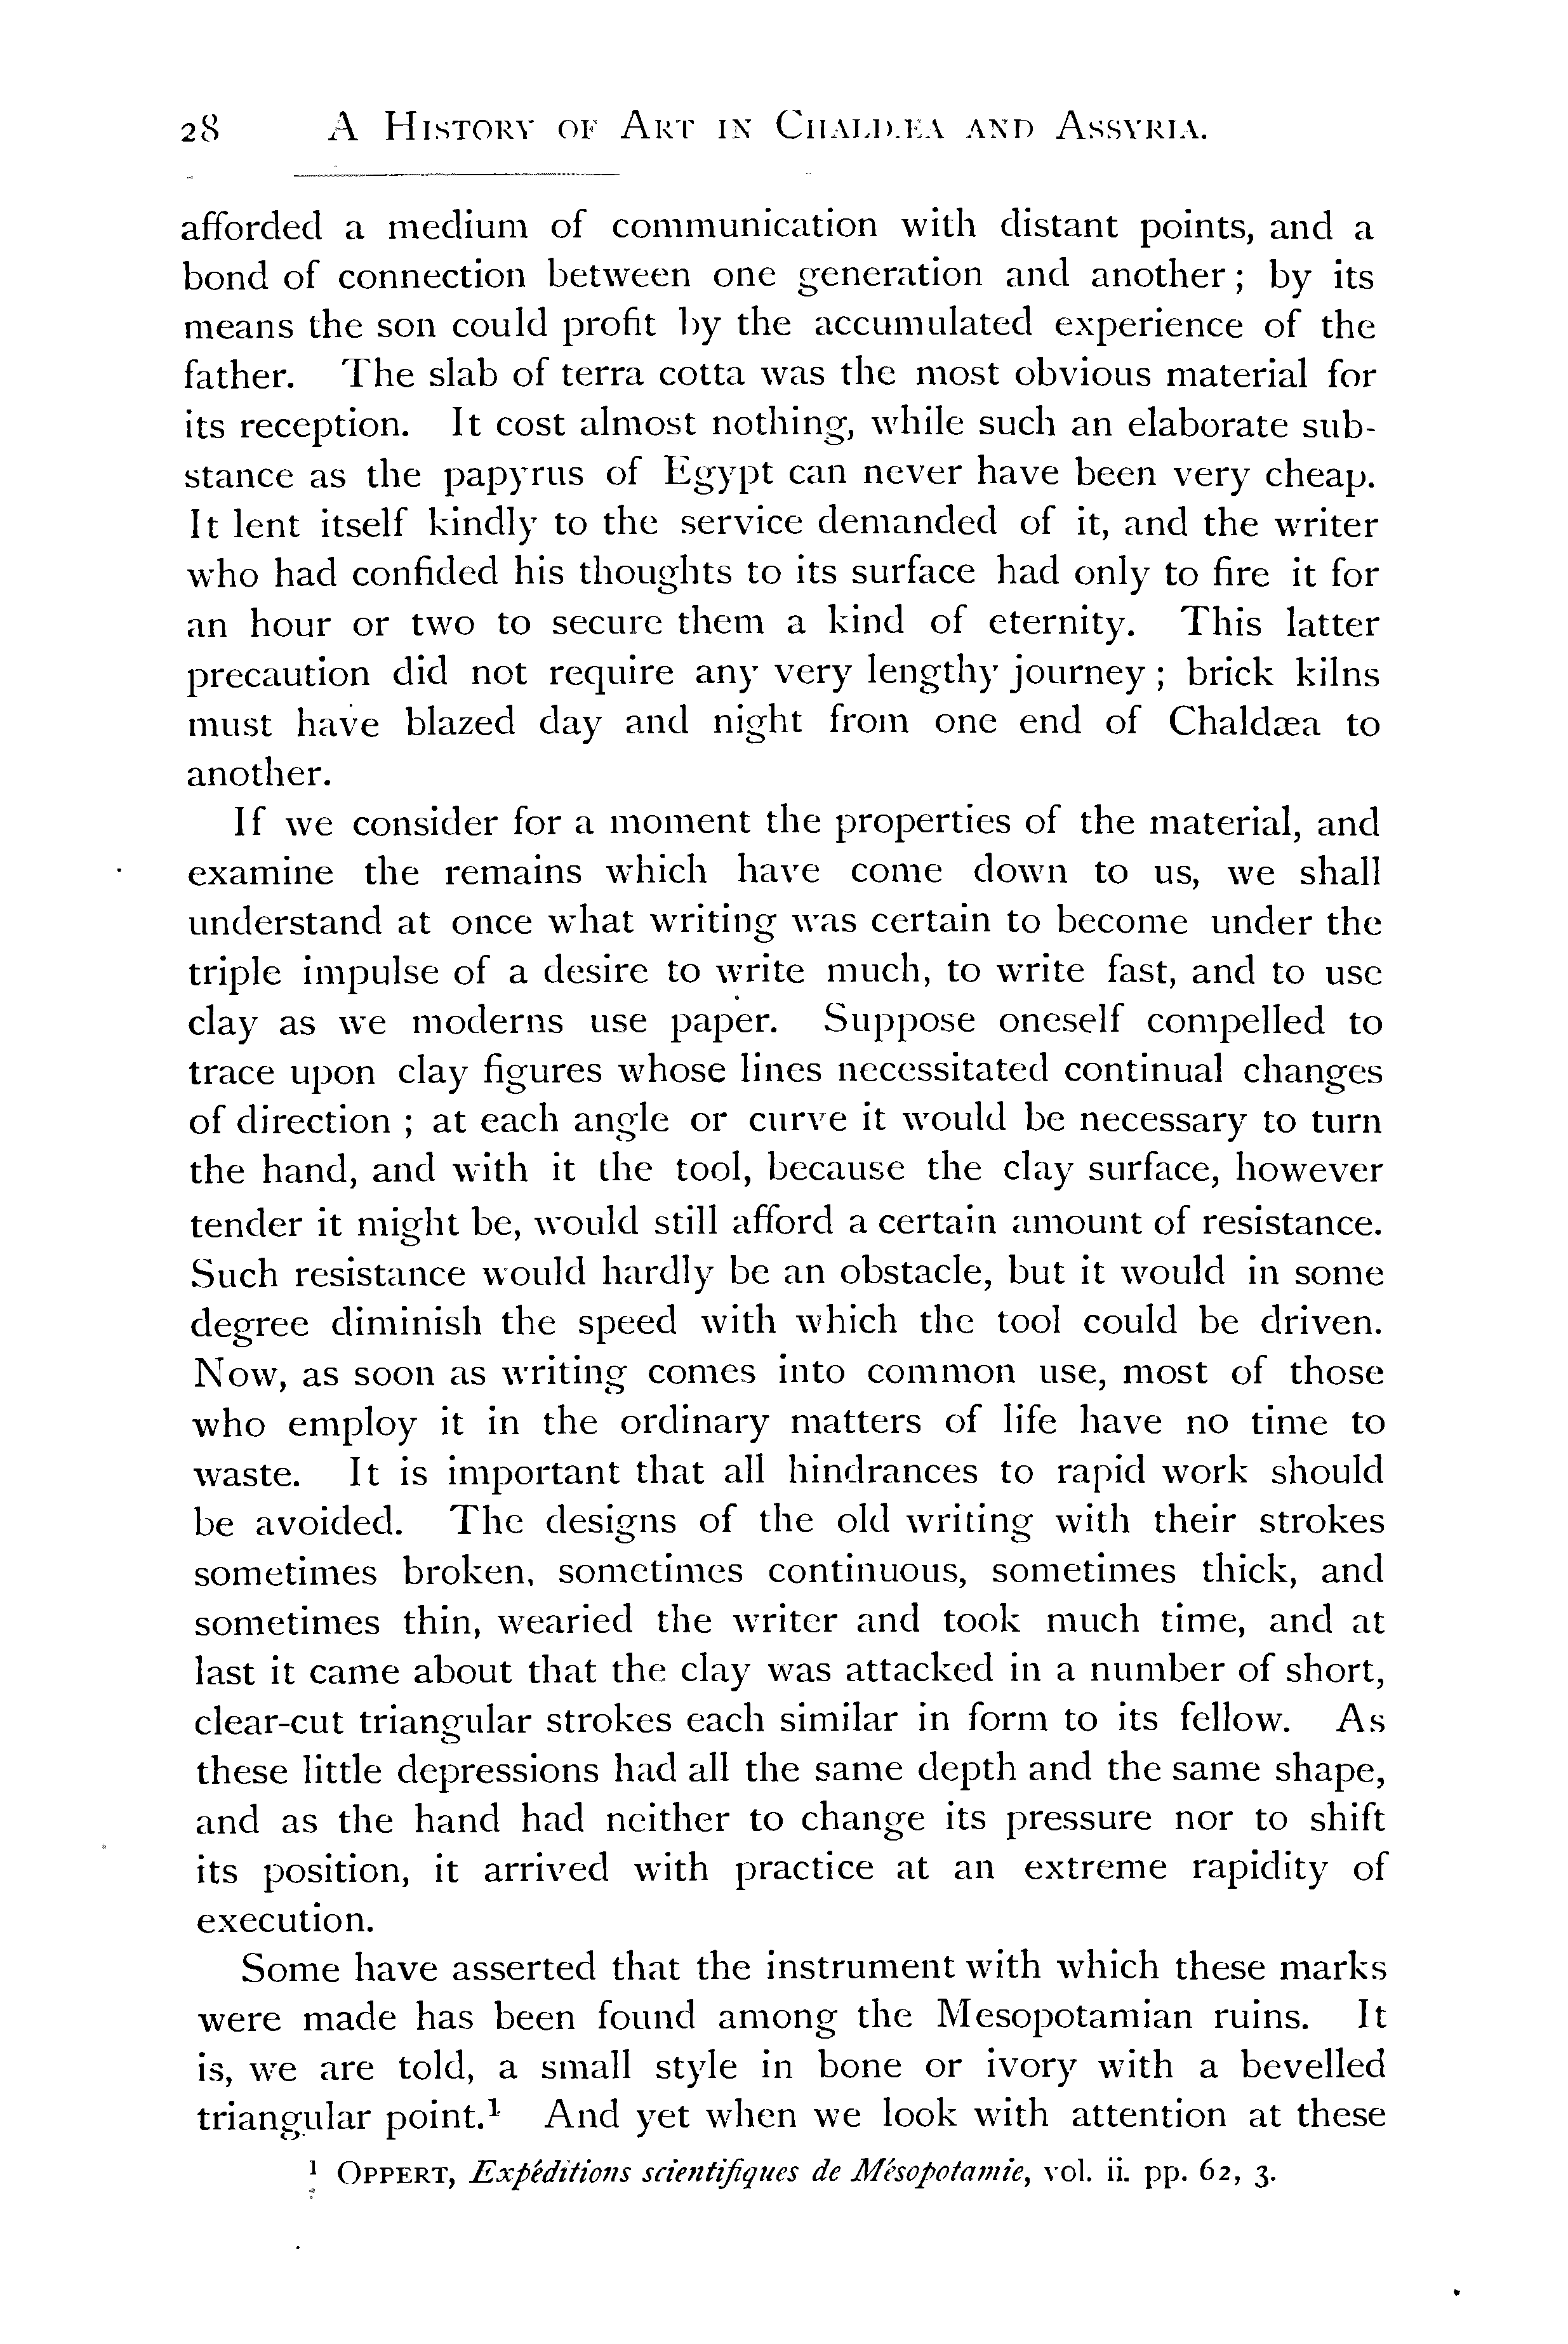 28 A HISTORY OF ART IN CHALDÆA AND ASSYRIA.
afforded a medium of communication with distant points, and a
bond of connection between one generation and another ; by its
means the son could profit by the accumulated experience of the
father. The slab of terra cotta was the most obvious material for
its reception. It cost almost nothing, while such an elaborate sub-
stance as the papyrus of Egypt can never have been very cheap.
It lent itself kindly to the service demanded of it, and the writer
who had confided his thoughts to its surface had only to fire it for
an hour or two to secure them a kind of eternity. This latter
precaution did not require any very lengthy journey ; brick kilns
must have blazed day and night from one end of Chaldæa to
another.
If we consider for a moment the properties of the material, and
examine the remains which have come down to us, we shall
understand at once what writing was certain to become under the
triple impulse of a desire to write much, to write fast, and to use
clay as we moderns use paper. Suppose oneself compelled to
trace upon clay figures whose lines necessitated continual changes
of direction ; at each angle or curve it would be necessary to turn
the hand, and with it the tool, because the clay surface, however
tender it might be, would still afford a certain amount of resistance.
Such resistance would hardly be an obstacle, but it would in some
degree diminish the speed with which the tool could be driven.
Now, as soon as writing comes into common use, most of those
who employ it in the ordinary matters of life have no time to
waste. It is important that all hindrances to rapid work should
be avoided. The designs of the old writing with their strokes
sometimes broken, sometimes continuous, sometimes thick, and
sometimes thin, wearied the writer and took much time, and at
last it came about that the clay was attacked in a number of short,
clear-cut triangular strokes each similar in form to its fellow. As
these little depressions had all the same depth and the same shape,
and as the hand had neither to change its pressure nor to shift
its position, it arrived with practice at an extreme rapidity of
execution.
Some have asserted that the instrument with which these marks
were made has been found among the Mesopotamian ruins. It
is, we are told, a small style in bone or ivory with a bevelled
triangular point.¹ And yet when we look with attention at these
¹ OPPERT, Expéditions scientifiques de Mésopotamie, vol. ii. pp. 62, 3.